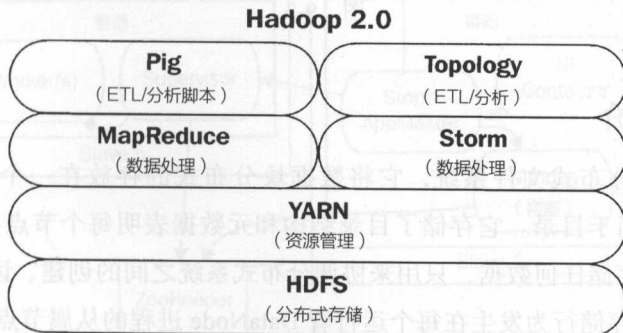 Hadoop 2.0
Pig
（ETL/分析脚本）
Topology
（ETL/分析）
MapReduce
（数据处理）
Storm
（数据处理）
YARN
（资源管理）
HDFS
（分布式存储）